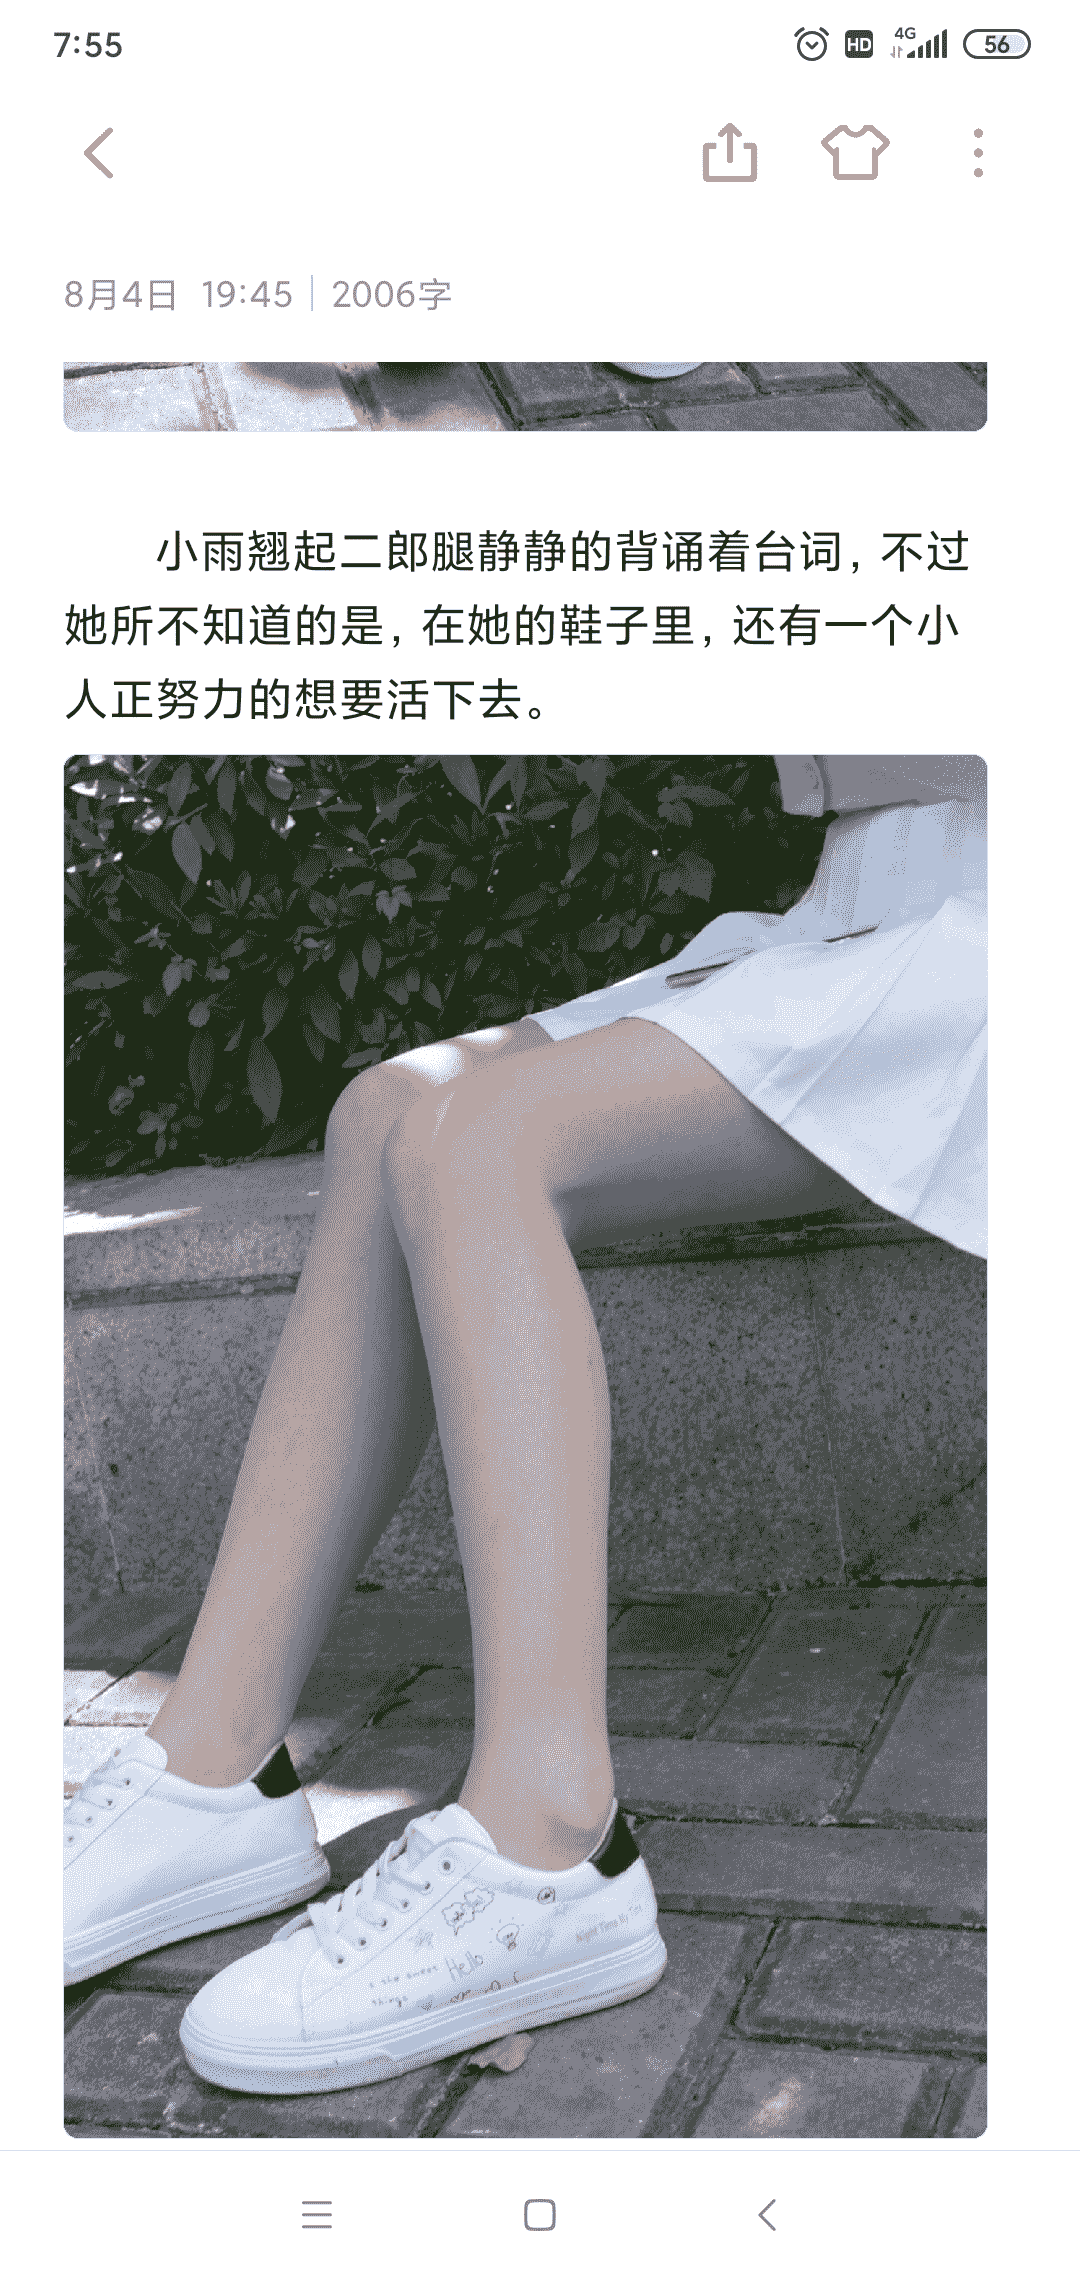 7:55
HD 4G 56
8月4日 19:45 2006字
小雨翘起二郎腿静静的背诵着台词，不过
她所不知道的是，在她的鞋子里，还有一个小
人正努力的想要活下去。
Hello
things